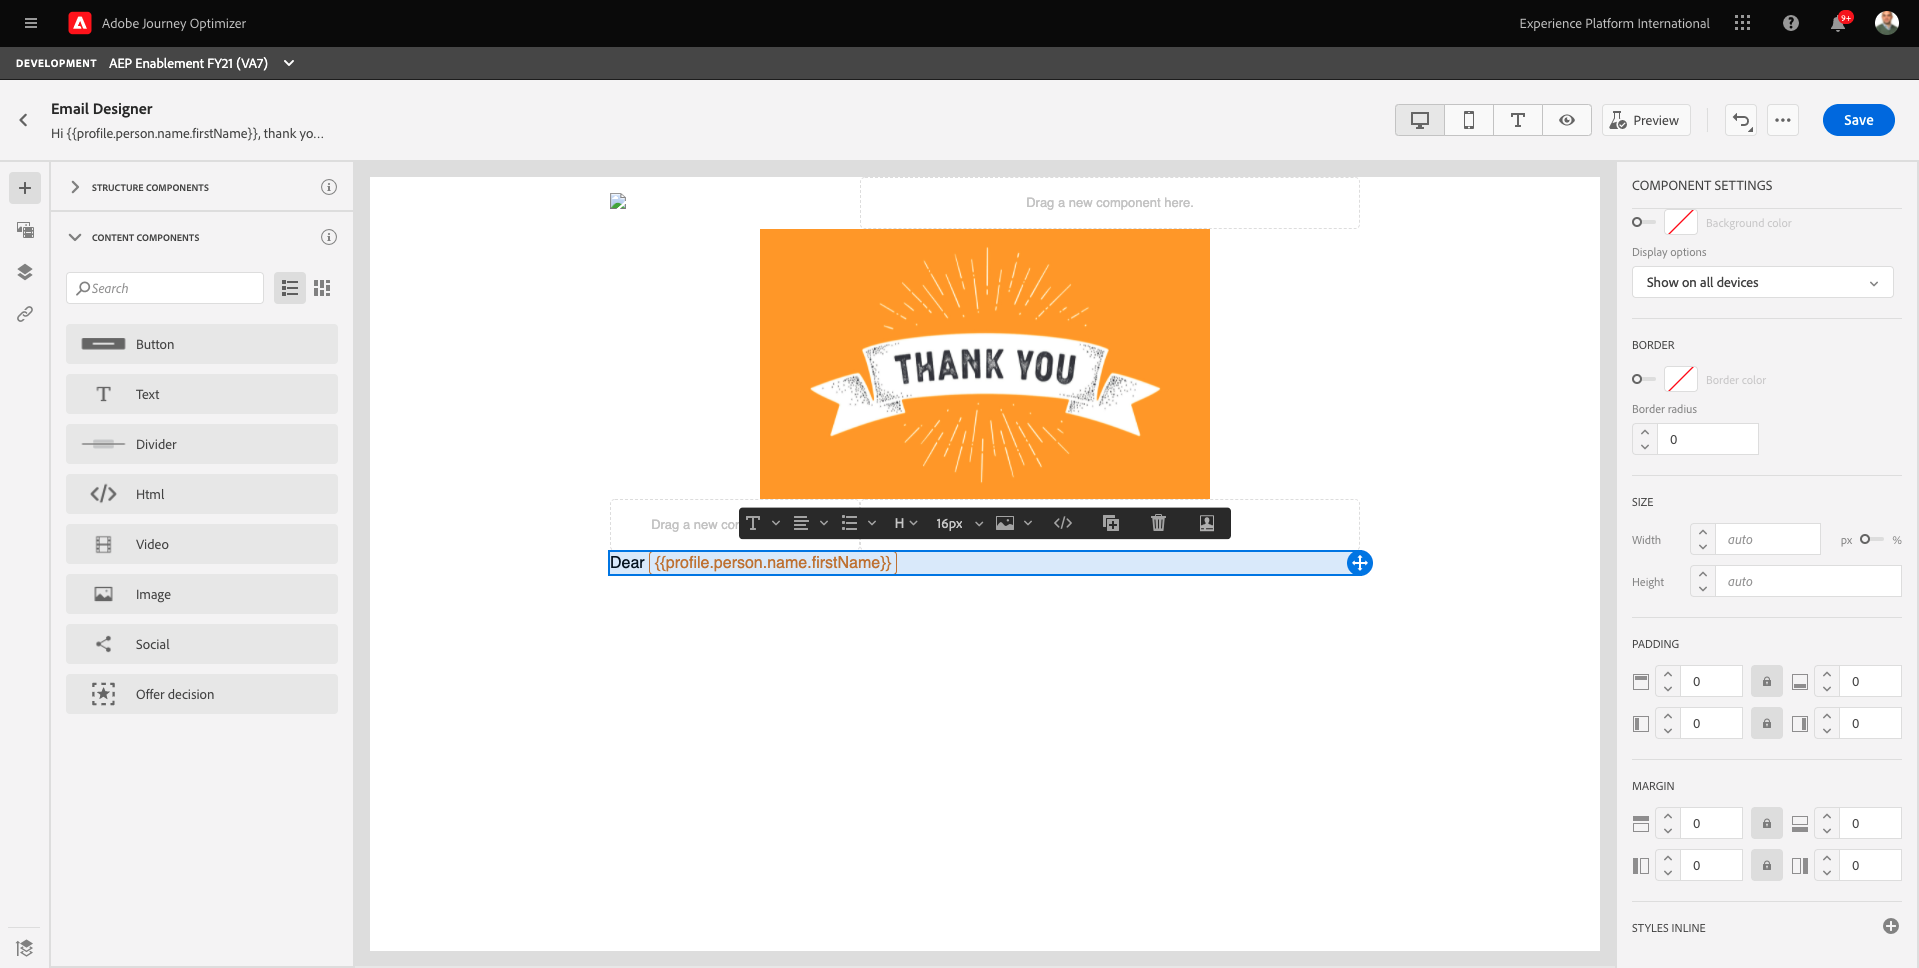 Adobe Journey Optimizer
Experience Platform International
9+
DEVELOPMENT AEP Enablement FY21 (VA7)
Email Designer
Hi {{profile.person.name.firstName}}, thank yo...
Preview
Save
STRUCTURE COMPONENTS
CONTENT COMPONENTS
Search
Button
Text
Divider
Html
Video
Image
Social
Offer decision
Drag a new component here.
THANK YOU
Drag a new cor
H
16px
Dear {{profile.person.name.firstName}}
COMPONENT SETTINGS
Background color
Display options
Show on all devices
BORDER
Border color
Border radius
0
SIZE
Width auto px %
Height auto
PADDING
0 0
0 0
MARGIN
0 0
0 0
STYLES INLINE